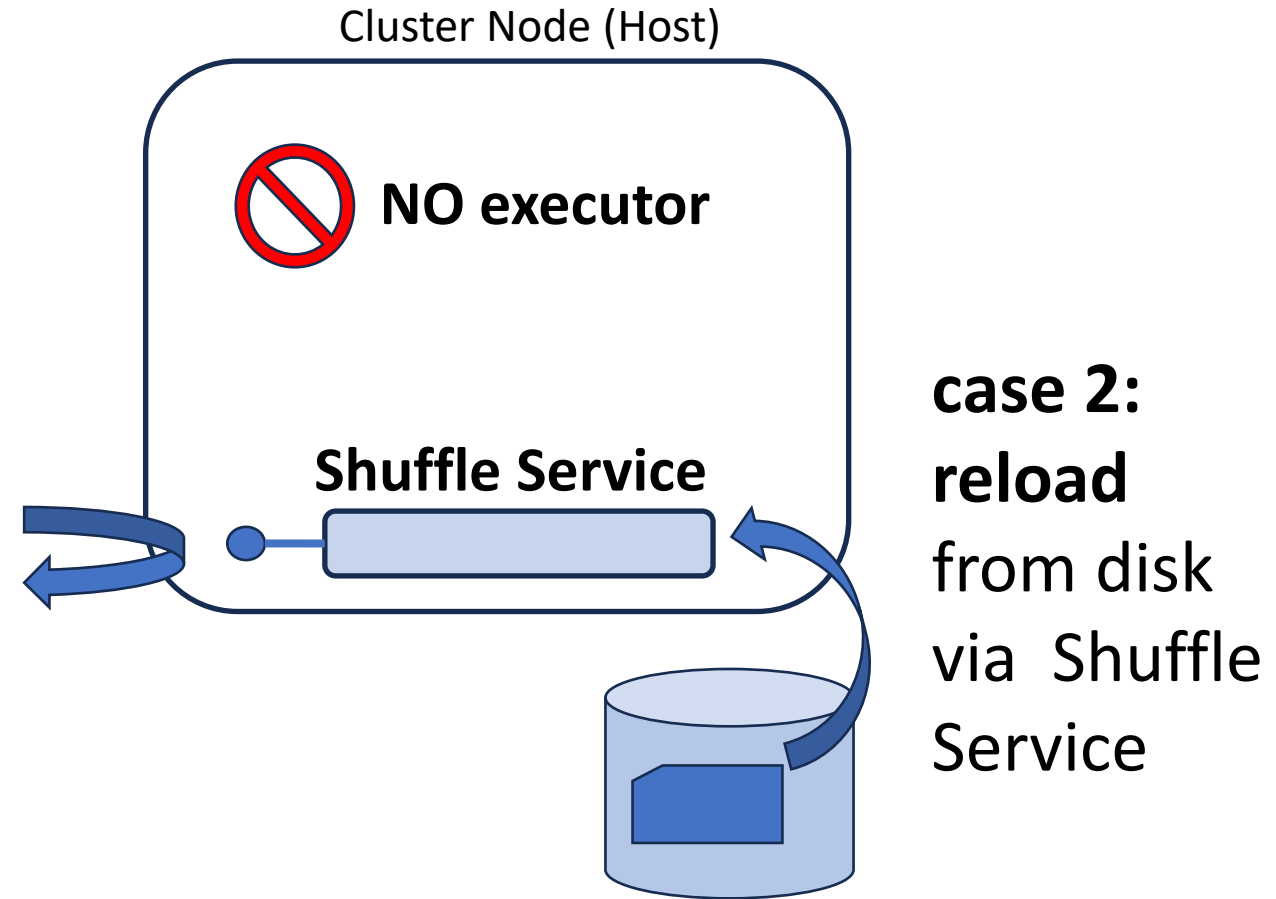 Cluster Node (Host)
NO executor
Shuffle Service
case 2:
reload
from disk
via  Shuffle
Service